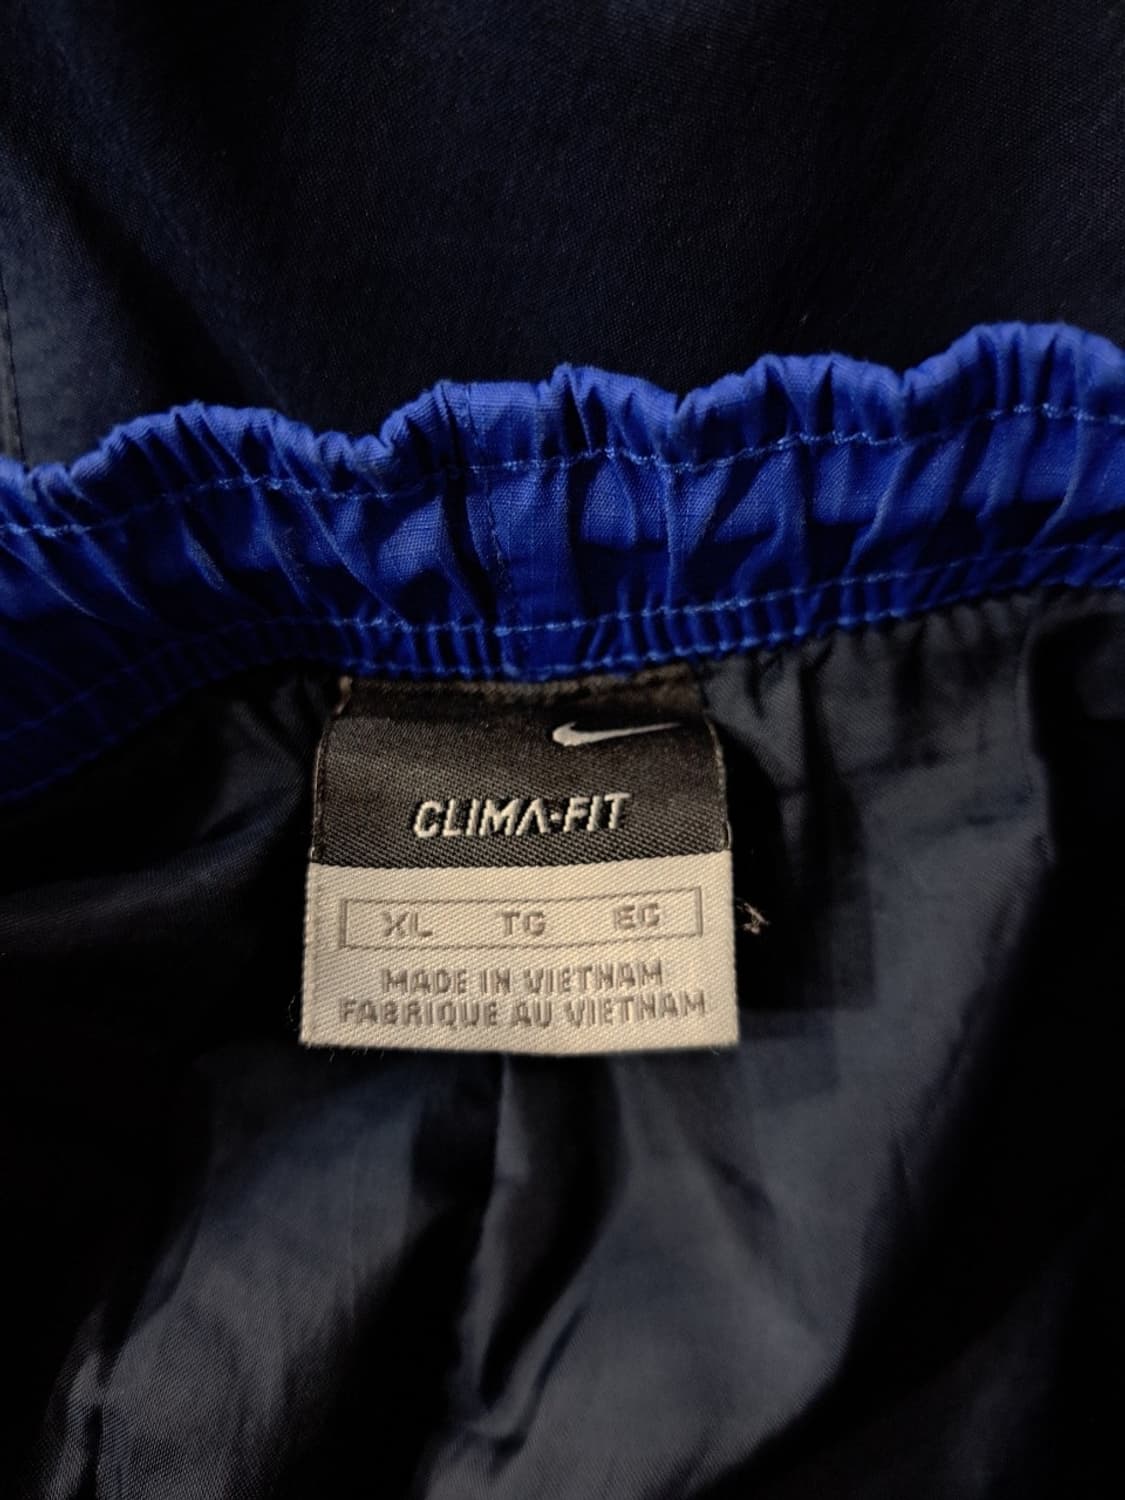 CLIMA-FIT
XL TG EG
MADE IN VIETNAM
FABRIQUE AU VIETNAM